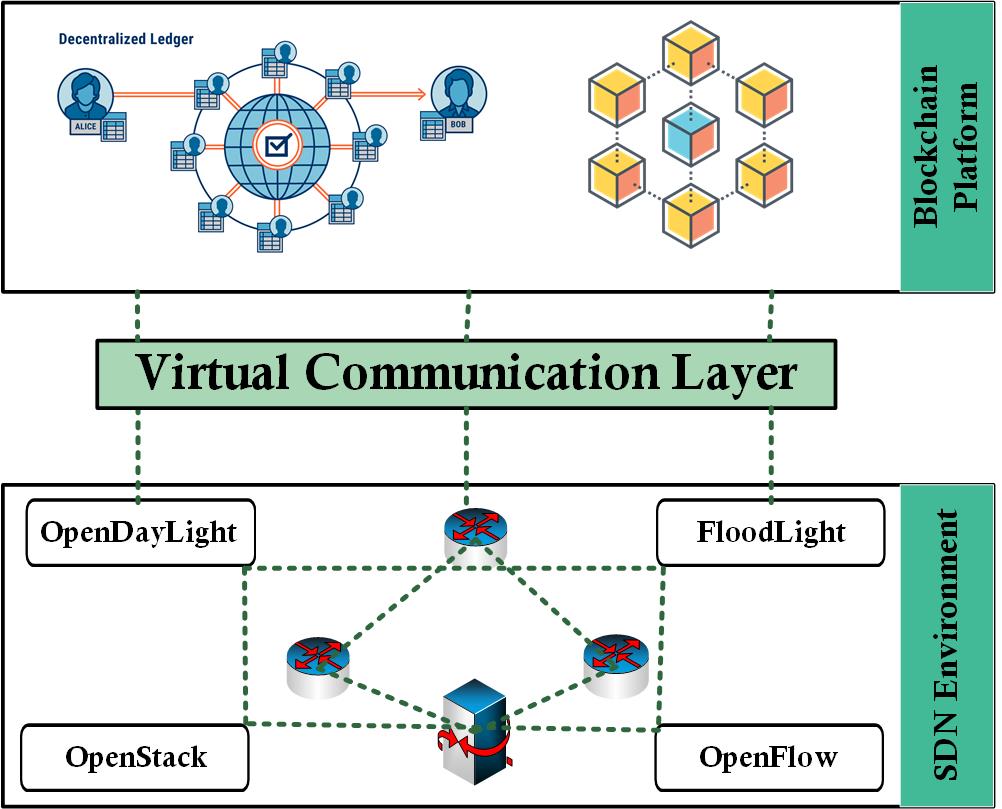 Decentralized Ledger
ALICE
BOB
Blockchain
Platform
Virtual Communication Layer
OpenDayLight
FloodLight
OpenStack
OpenFlow
SDN Environment